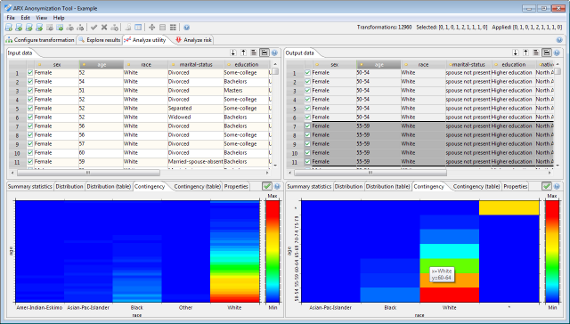 ARX Anonymization Tool - Example
File Edit View Help
Transformations: 12960 Selected: [0, 1, 0, 1, 2, 1, 1, 1, 0] Applied: [0, 1, 0, 1, 2, 1, 1, 1, 0]
Configure transformation Explore results Analyze utility Analyze risk
Input data
sex age race marital-status education
1 Female 52 White Divorced Some-college
2 Female 54 White Divorced Bachelors
3 Female 51 White Divorced Masters
4 Female 52 White Divorced Some-college
5 Female 52 White Separated Some-college
6 Female 52 White Widowed Bachelors
7 Female 56 White Divorced Bachelors
8 Female 56 White Divorced Some-college
9 Female 57 White Divorced Some-college
10 Female 60 White Divorced Bachelors
11 Female 59 White Married-spouse-absent Bachelors
Output data
sex age race marital-status education
1 Female 50-54 White spouse not present Higher education North A
2 Female 50-54 White spouse not present Higher education North A
3 Female 50-54 White spouse not present Higher education North A
4 Female 50-54 White spouse not present Higher education North A
5 Female 50-54 White spouse not present Higher education North A
6 Female 50-54 White spouse not present Higher education North A
7 Female 55-59 White spouse not present Higher education North A
8 Female 55-59 White spouse not present Higher education North A
9 Female 55-59 White spouse not present Higher education North A
10 Female 55-59 White spouse not present Higher education North A
11 Female 55-59 White spouse not present Higher education North A
Summary statistics Distribution Distribution (table) Contingency Contingency (table) Properties
Max
age
Amer-Indian-Eskimo Asian-Pac-Islander Black Other White
race
Min
Summary statistics Distribution Distribution (table) Contingency Contingency (table) Properties
Max
age
x=White
y=60-64
Asian-Pac-Islander Black White *
race
Min